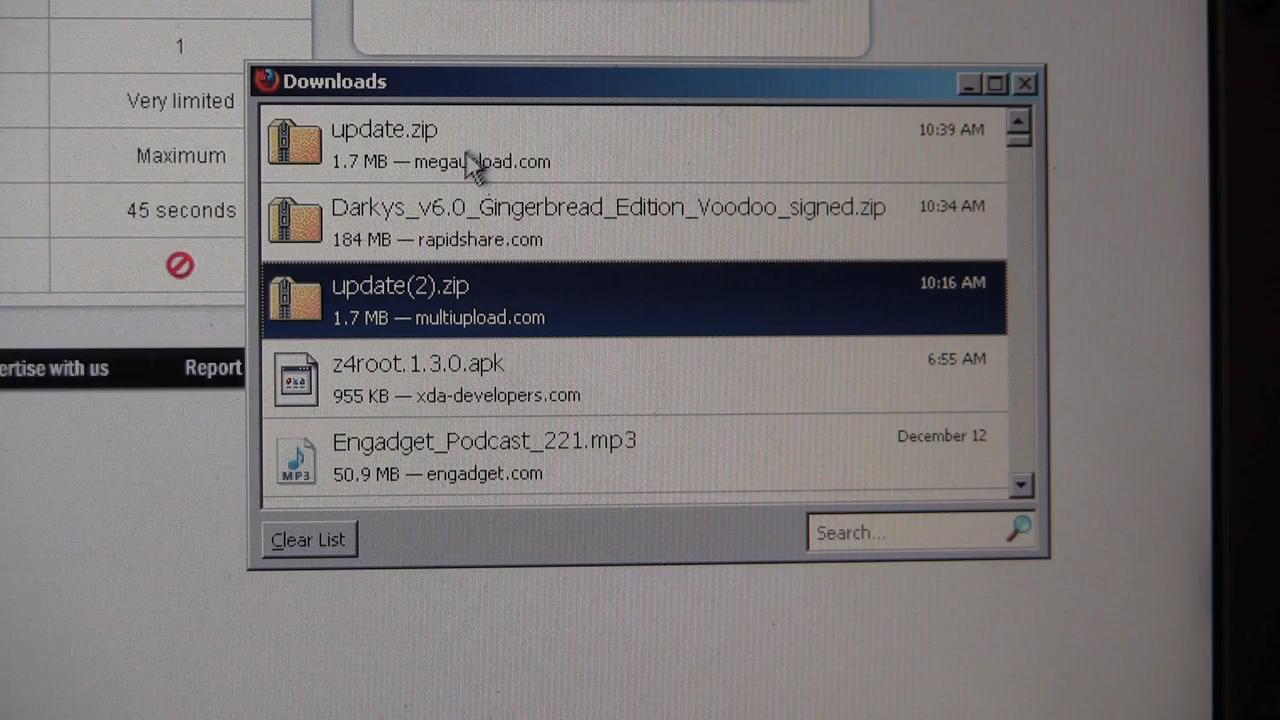 1
Very limited
Maximum
45 seconds
ertise with us
Report
Downloads
update.zip
10:39 AM
1.7 MB — megaupload.com
Darkys_v6.0_Gingerbread_Edition_Voodoo_signed.zip
10:34 AM
184 MB — rapidshare.com
update(2).zip
10:16 AM
1.7 MB — multiupload.com
z4root.1.3.0.apk
6:55 AM
955 KB — xda-developers.com
Engadget_Podcast_221.mp3
December 12
MP3
50.9 MB — engadget.com
Clear List
Search...